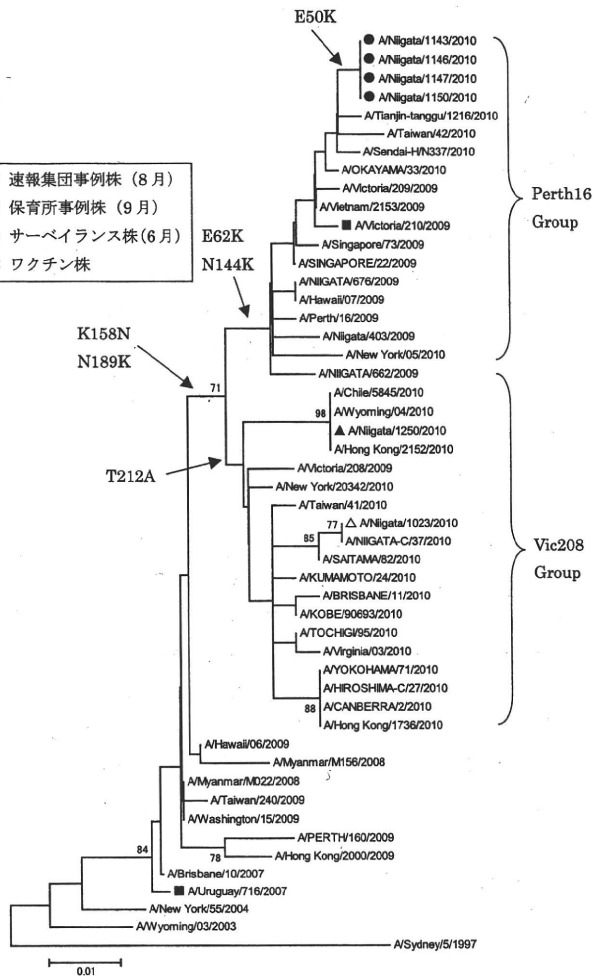 E50K
A/Niigata/1143/2010
A/Niigata/1146/2010
A/Niigata/1147/2010
A/Niigata/1150/2010
A/Tianjin-tanggu/1216/2010
A/Taiwan/42/2010
A/Sendai-H/N337/2010
A/OKAYAMA/33/2010
A/Victoria/209/2009
A/Vietnam/2153/2009
A/Victoria/210/2009
A/Singapore/73/2009
A/SINGAPORE/22/2009
A/NIIGATA/676/2009
A/Hawaii/07/2009
A/Perth/16/2009
A/Niigata/403/2009
A/New York/05/2010
Perth16
Group
速報集団事例株（8月）
保育所事例株（9月）
サーベイランス株(6月)
ワクチン株
E62K
N144K
K158N
N189K
71
T212A
A/NIIGATA/662/2009
A/Chile/5845/2010
98
A/Wyoming/04/2010
A/Niigata/1250/2010
A/Hong Kong/2152/2010
A/Victoria/208/2009
A/New York/20342/2010
A/Taiwan/41/2010
77
A/Niigata/1023/2010
85
A/NIIGATA-C/37/2010
A/SAITAMA/82/2010
A/KUMAMOTO/24/2010
A/BRISBANE/11/2010
A/KOBE/90693/2010
A/TOCHIGI/95/2010
A/Virginia/03/2010
A/YOKOHAMA/71/2010
A/HIROSHIMA-C/27/2010
88
A/CANBERRA/2/2010
A/Hong Kong/1736/2010
Vic208
Group
A/Hawaii/06/2009
A/Myanmar/M156/2008
A/Myanmar/M022/2008
A/Taiwan/240/2009
A/Washington/15/2009
A/PERTH/160/2009
78
A/Hong Kong/2000/2009
84
A/Brisbane/10/2007
A/Uruguay/716/2007
A/New York/55/2004
A/Wyoming/03/2003
A/Sydney/5/1997
0.01